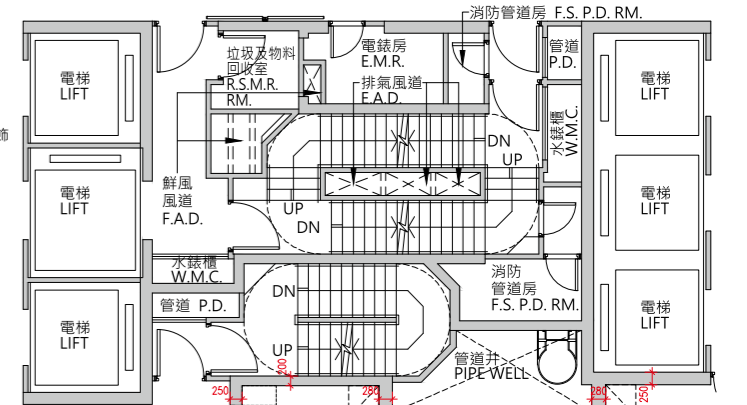 消防管道房 F.S. P.D. RM.
電梯
LIFT
垃圾及物料
回收室
R.S.M.R.
RM.
電錶房
E.M.R.
排氣風道
E.A.D.
管道
P.D.
水錶櫃
W.M.C.
電梯
LIFT
飾
DN
UP
鮮風
風道
F.A.D.
電梯
LIFT
UP
DN
電梯
LIFT
水錶櫃
W.M.C.
管道 P.D.
DN
消防
管道房
F.S. P.D. RM.
電梯
LIFT
UP
電梯
LIFT
管道井
PIPE WELL
200
250
280
280
250